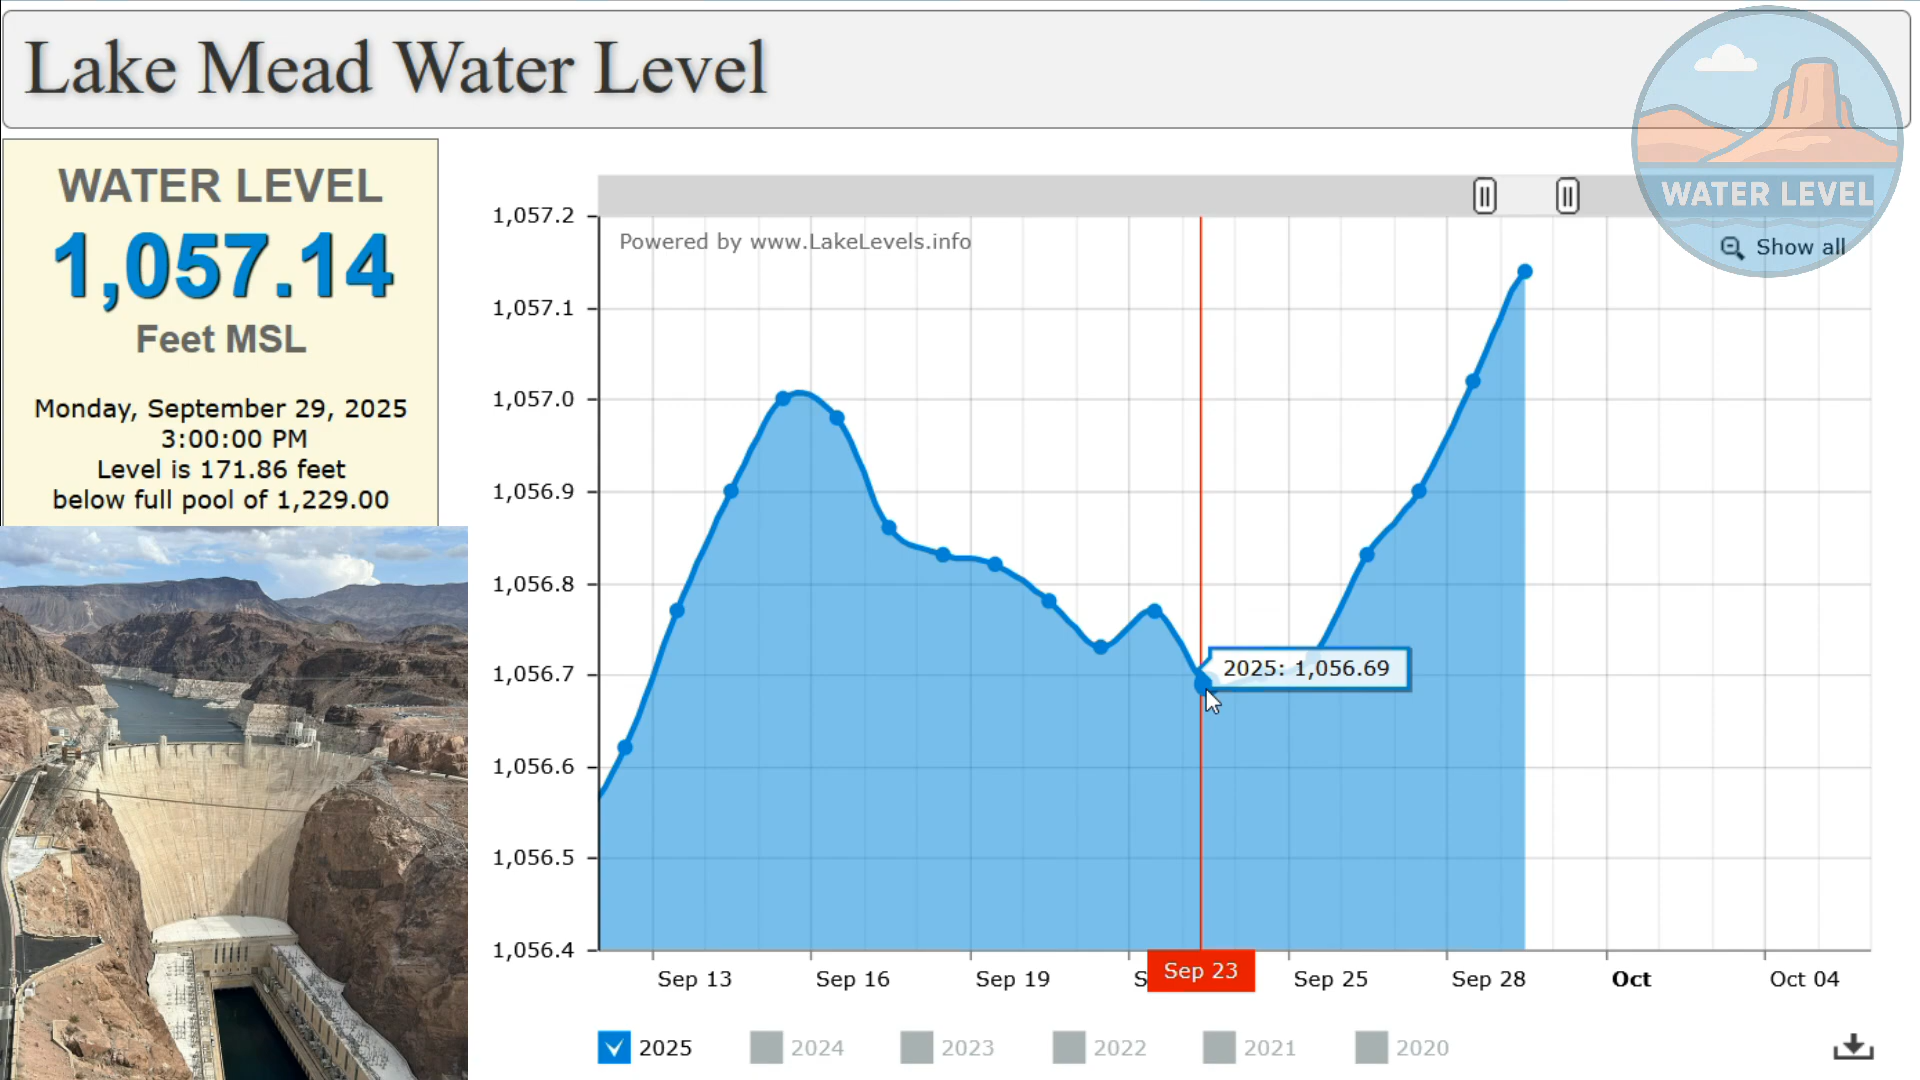 Lake Mead Water Level
WATER LEVEL
WATER LEVEL
1,057.14
Feet MSL
Monday, September 29, 2025
3:00:00 PM
Level is 171.86 feet
below full pool of 1,229.00
Powered by www.LakeLevels.info
Show all
1,057.2
1,057.1
1,057.0
1,056.9
1,056.8
1,056.7
1,056.6
1,056.5
1,056.4
2025: 1,056.69
Sep 13
Sep 16
Sep 19
S
Sep 23
Sep 25
Sep 28
Oct
Oct 04
2025
2024
2023
2022
2021
2020